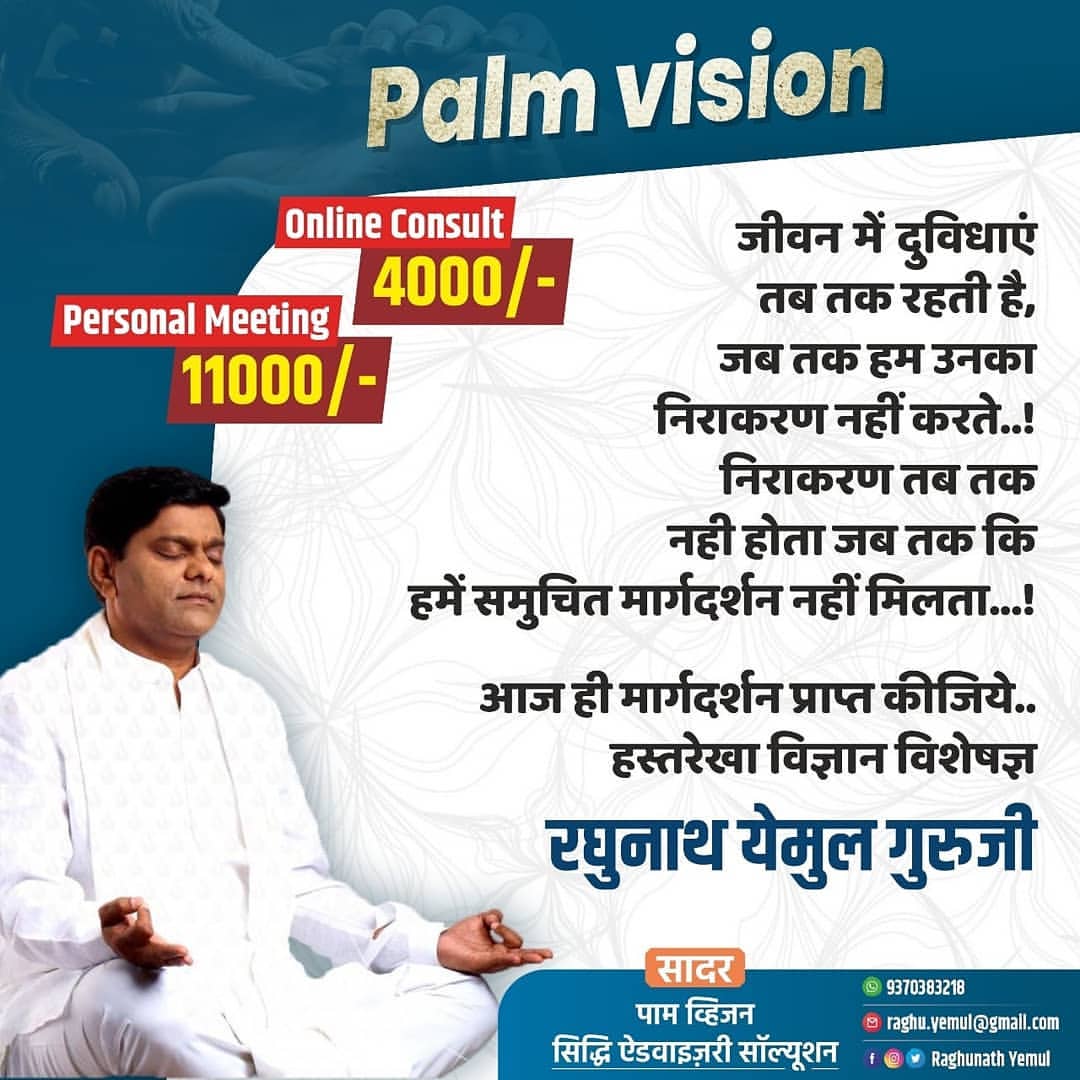 Palm vision
Online Consult
4000/-
Personal Meeting
11000/-
जीवन में दुविधाएं
तब तक रहती है,
जब तक हम उनका
निराकरण नहीं करते..!
निराकरण तब तक
नही होता जब तक कि
हमें समुचित मार्गदर्शन नहीं मिलता...!
आज ही मार्गदर्शन प्राप्त कीजिये..
हस्तरेखा विज्ञान विशेषज्ञ
रघुनाथ येमुल गुरुजी
सादर
पाम व्हिजन
सिद्धि ऐडवाइज़री सॉल्यूशन
9370383218
raghu.yemul@gmail.com
Raghunath Yemul